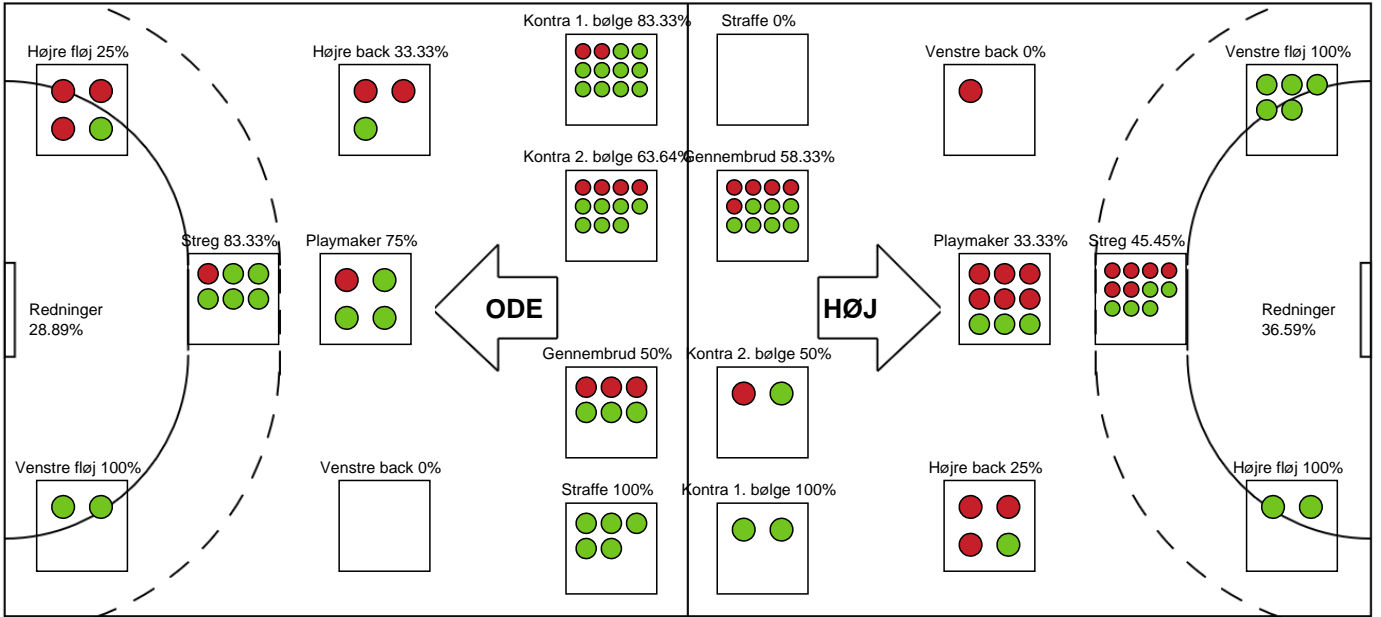 Kontra 1. bølge 83.33%
Straffe 0%
Højre fløj 25%
Højre back 33.33%
Venstre back 0%
Venstre fløj 100%
Kontra 2. bølge 63.64%
Gennembrud 58.33%
Streg 83.33%
Playmaker 75%
Playmaker 33.33%
Streg 45.45%
Redninger
28.89%
ODE
HØJ
Redninger
36.59%
Gennembrud 50%
Kontra 2. bølge 50%
Venstre fløj 100%
Venstre back 0%
Straffe 100%
Kontra 1. bølge 100%
Højre back 25%
Højre fløj 100%